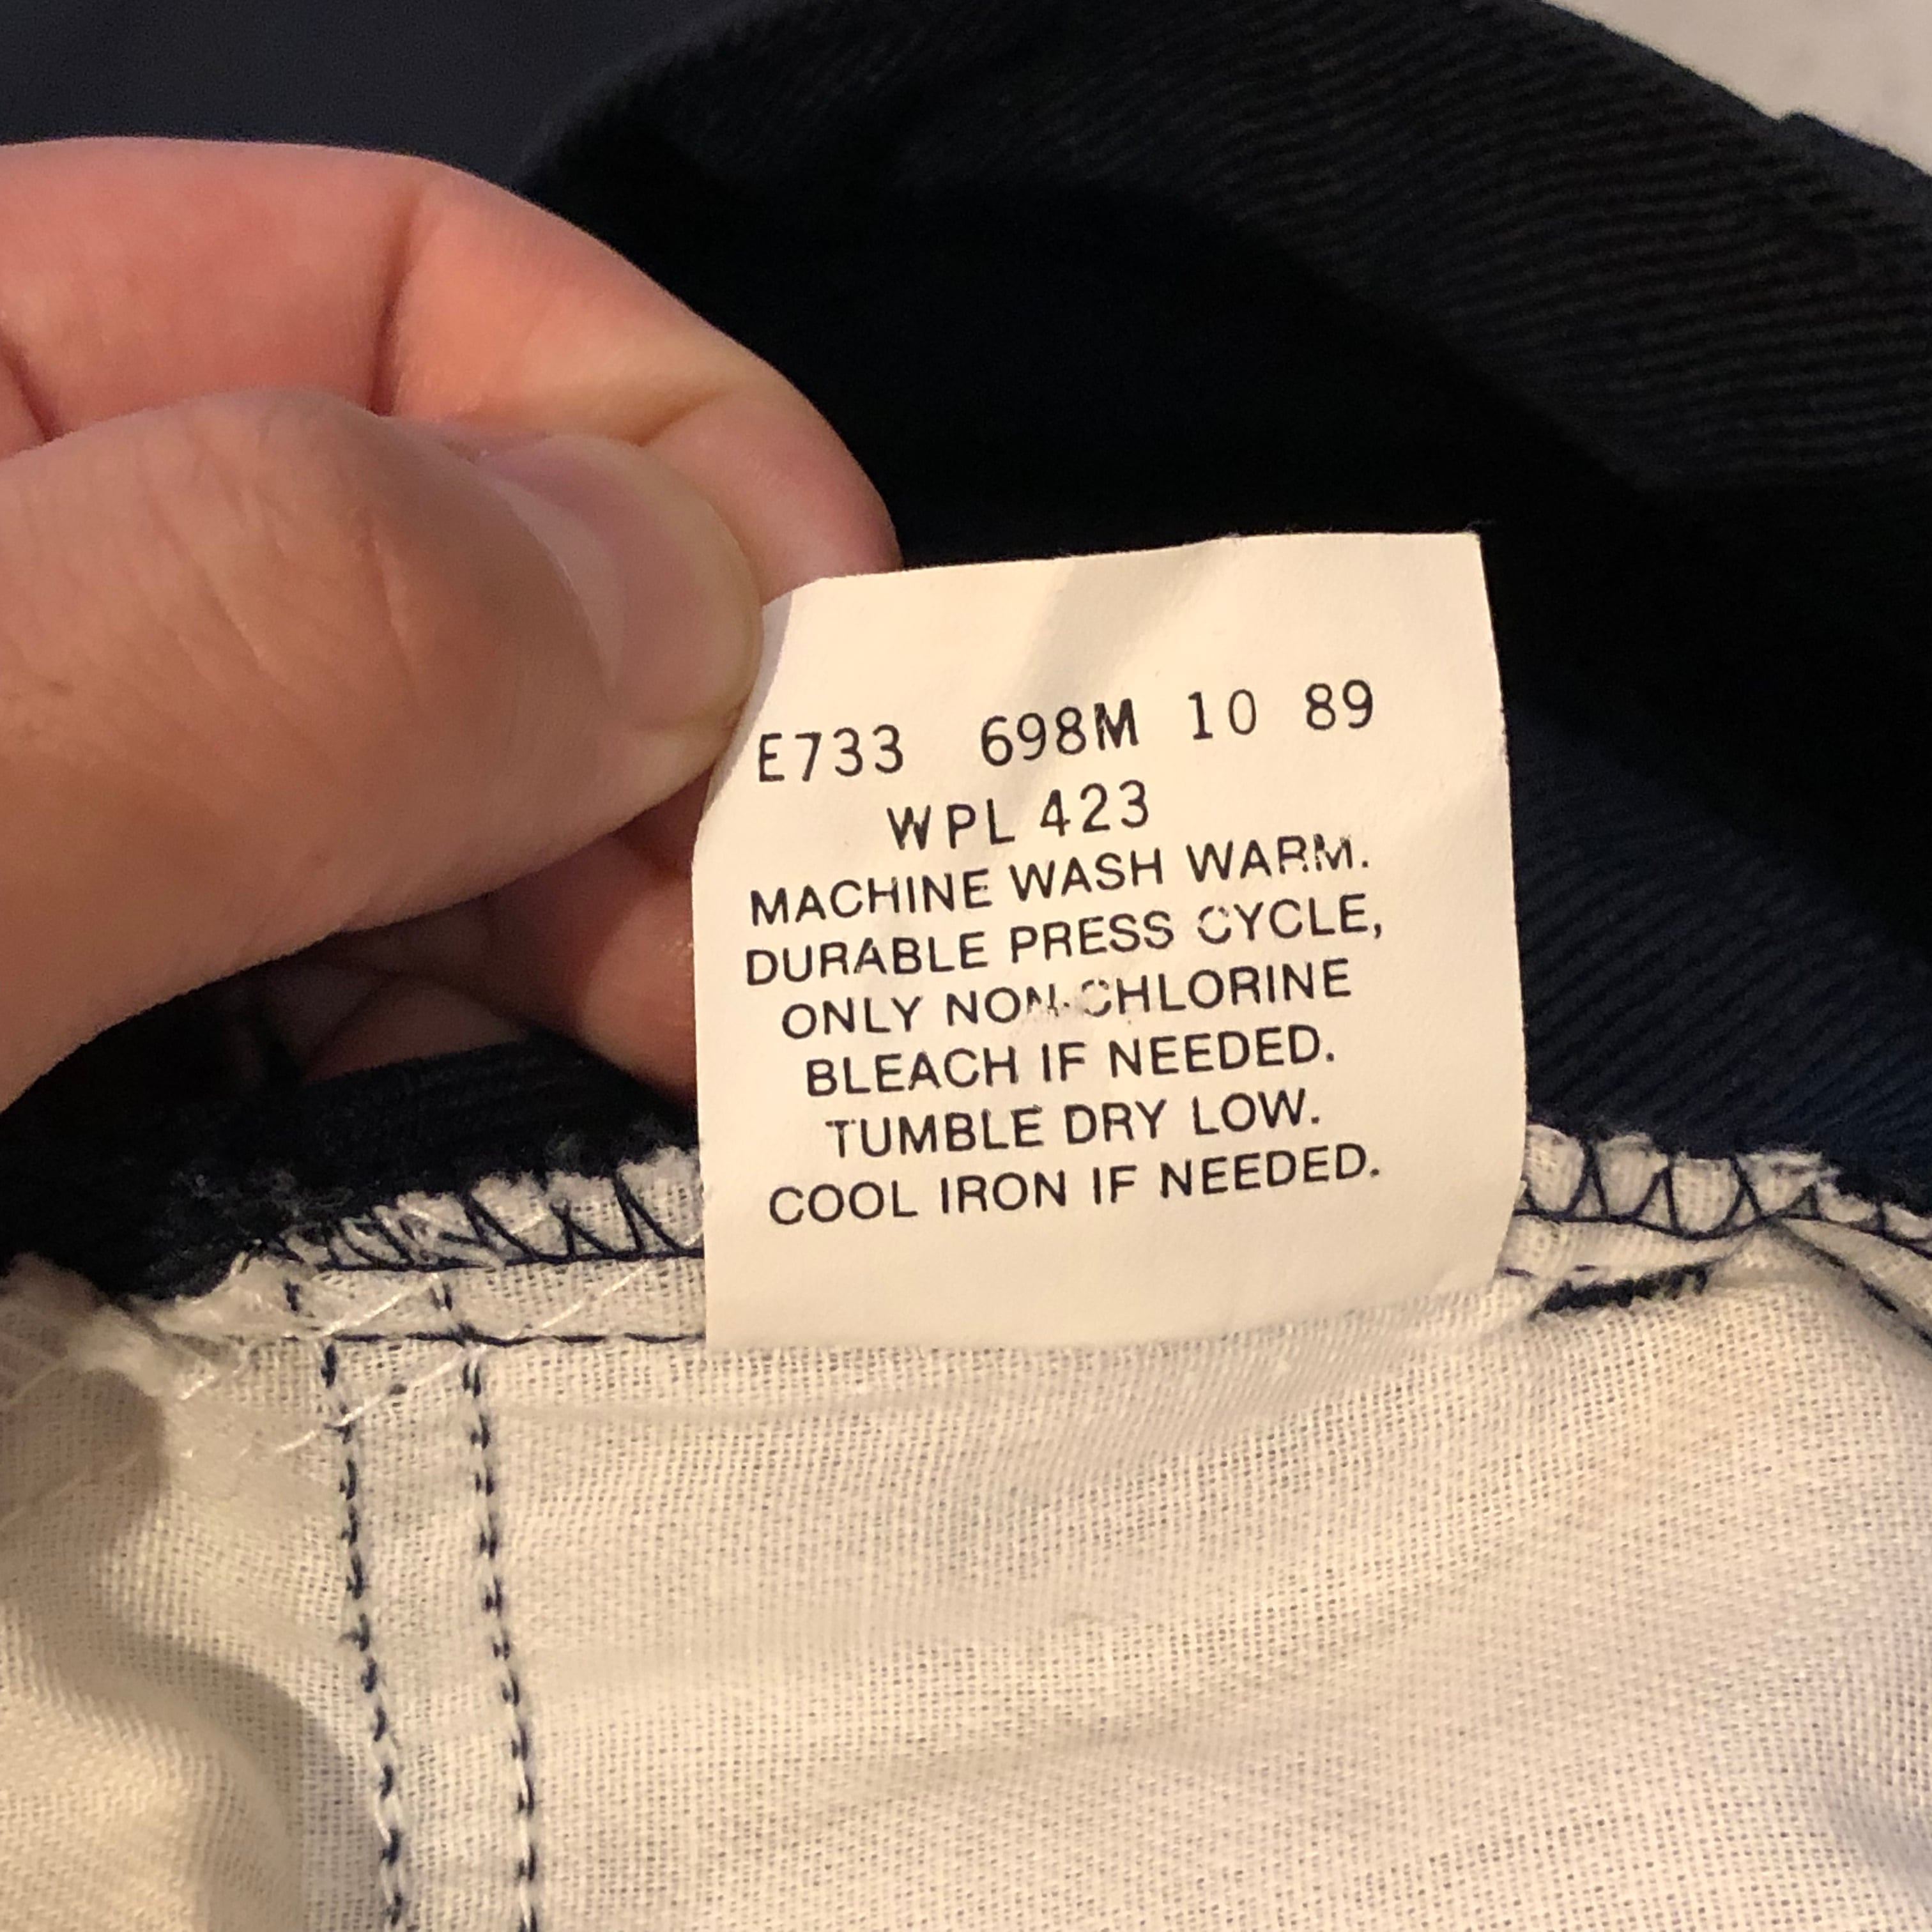 E733 698M 10 89
WPL 423
MACHINE WASH WARM.
DURABLE PRESS CYCLE,
ONLY NON-CHLORINE
BLEACH IF NEEDED.
TUMBLE DRY LOW.
COOL IRON IF NEEDED.